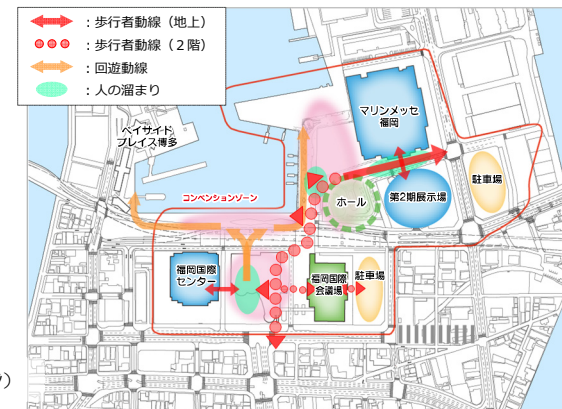 ：歩行者動線（地上）
：歩行者動線（２階）
：回遊動線
：人の溜まり
マリンメッセ
福岡
ベイサイド
プレイス博多
コンベンションゾーン
ホール
第2期展示場
駐車場
福岡国際
センター
福岡国際
会議場
駐車場